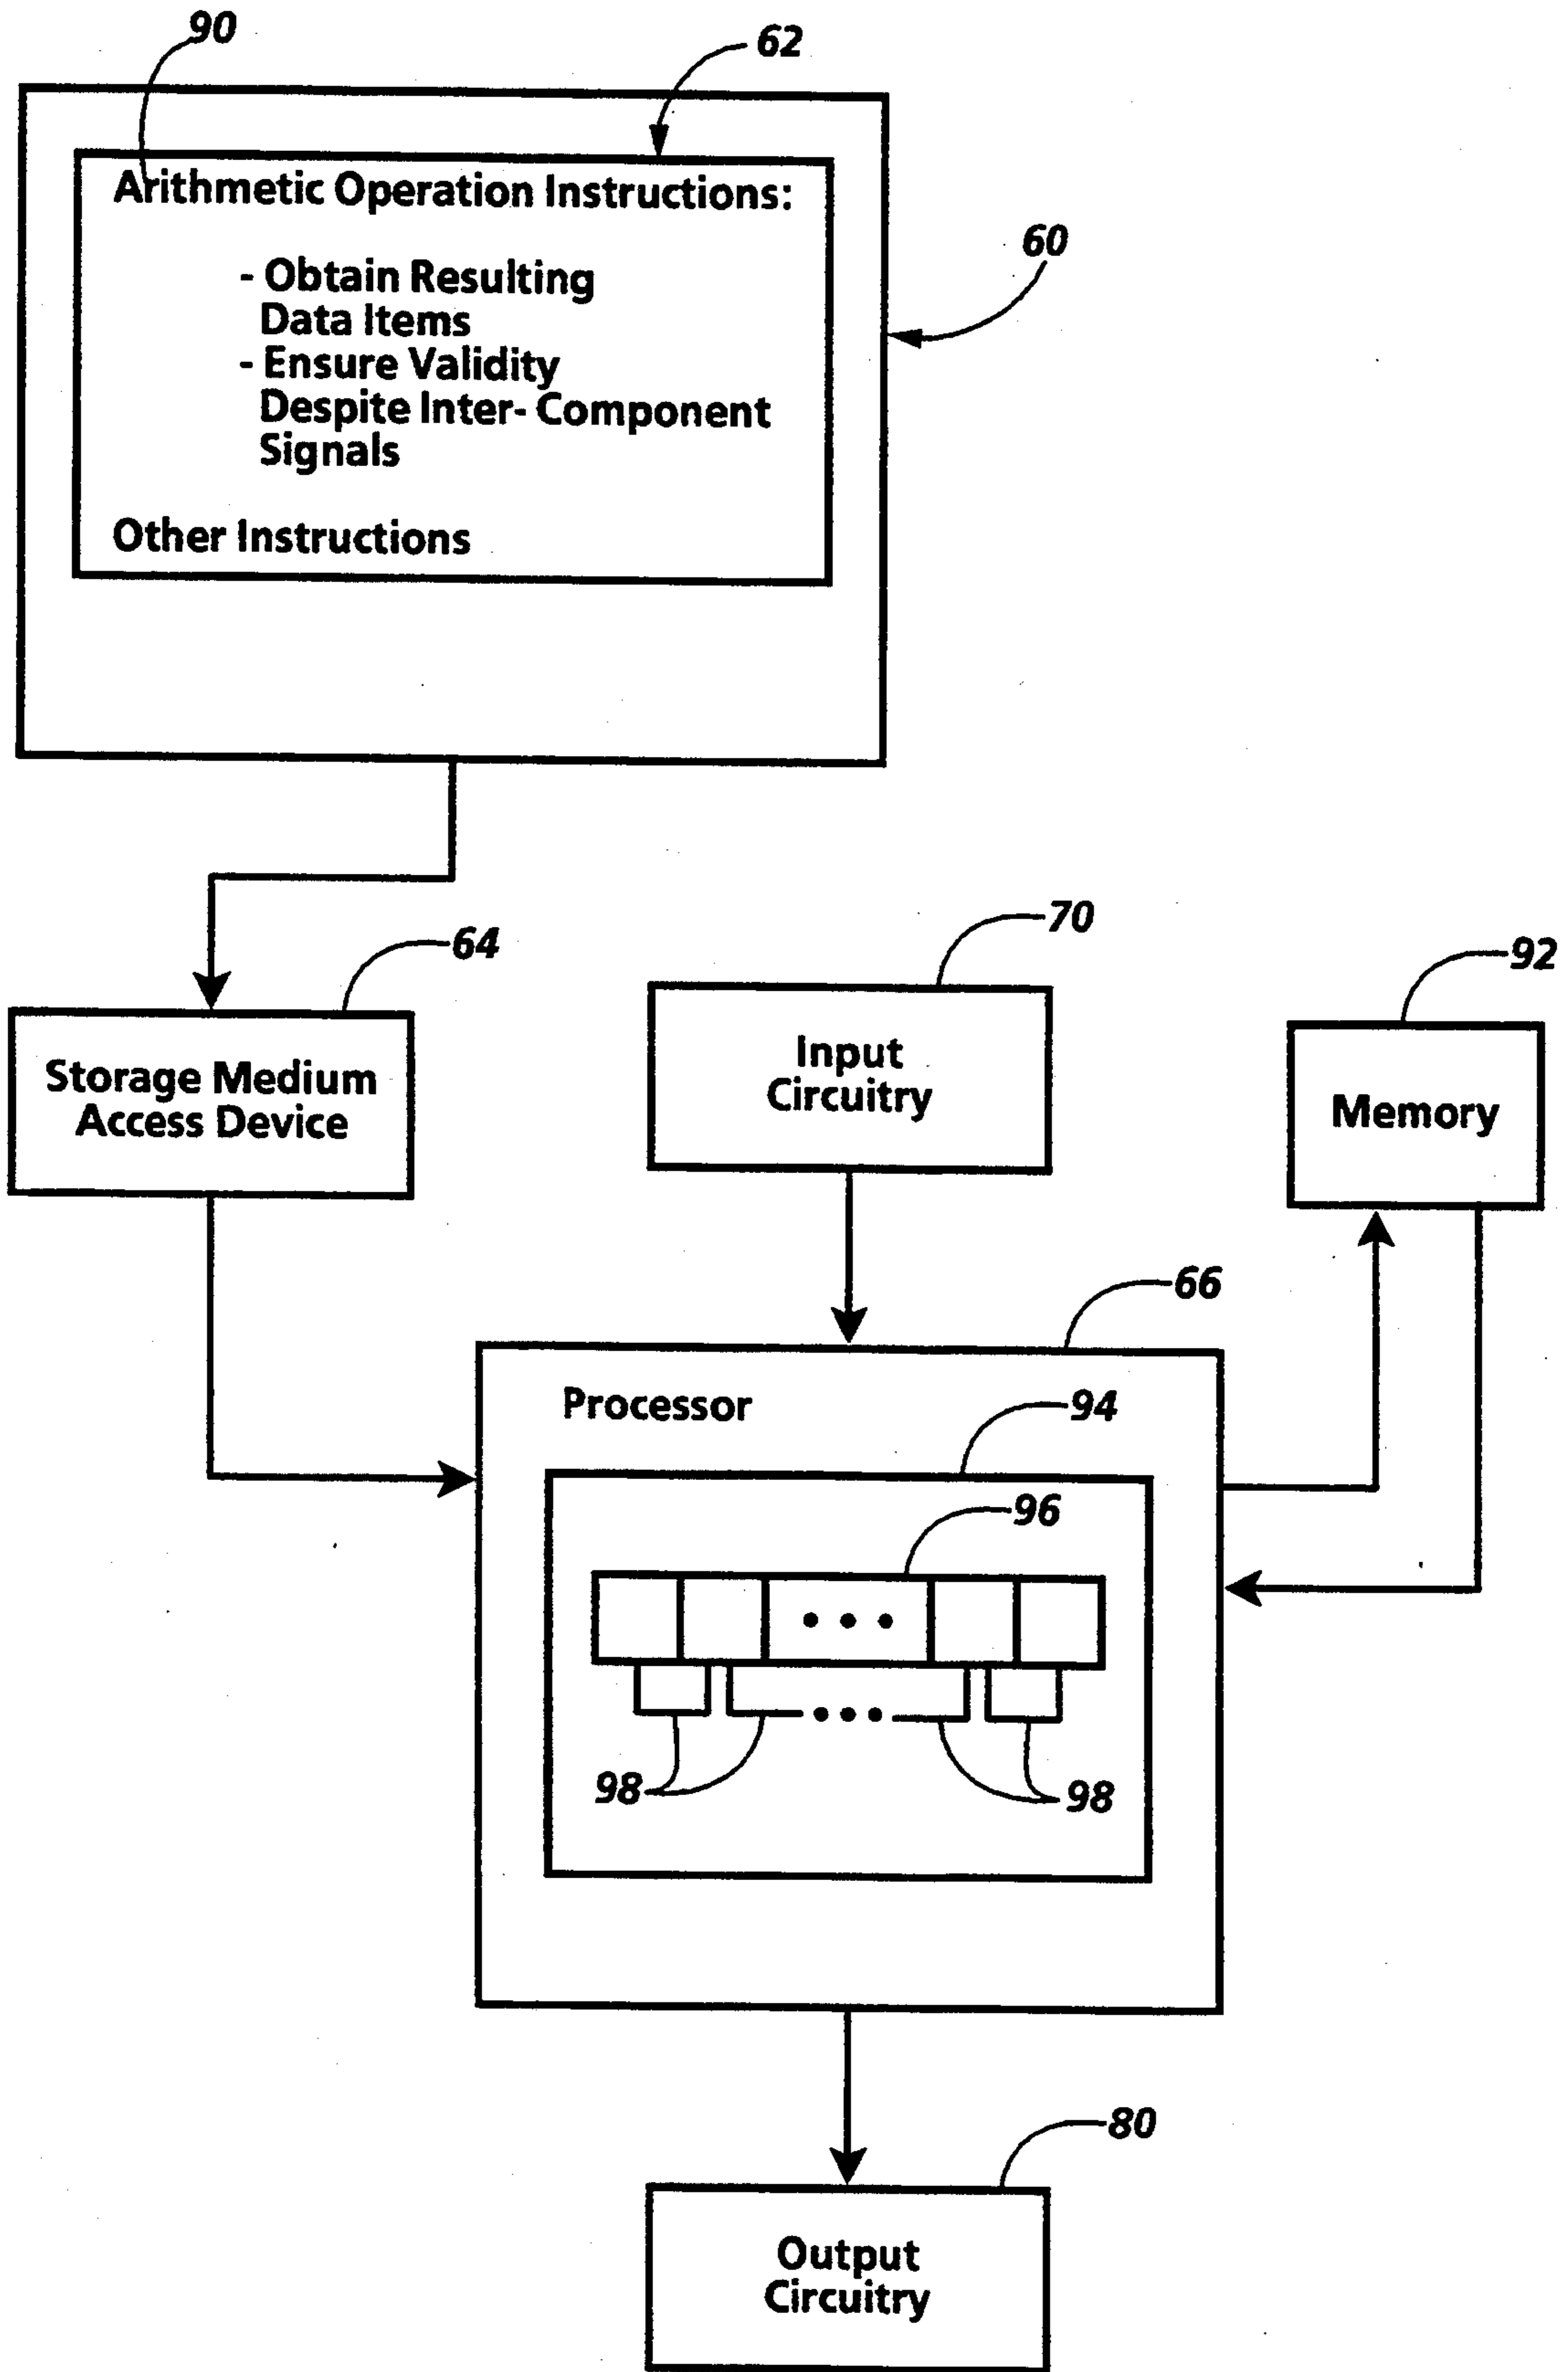 90
62
Arithmetic Operation Instructions:
- Obtain Resulting
Data Items
- Ensure Validity
Despite Inter- Component
Signals
Other Instructions
60
64
70
92
Storage Medium
Access Device
Input
Circuitry
Memory
66
Processor
94
96
98
98
80
Output
Circuitry